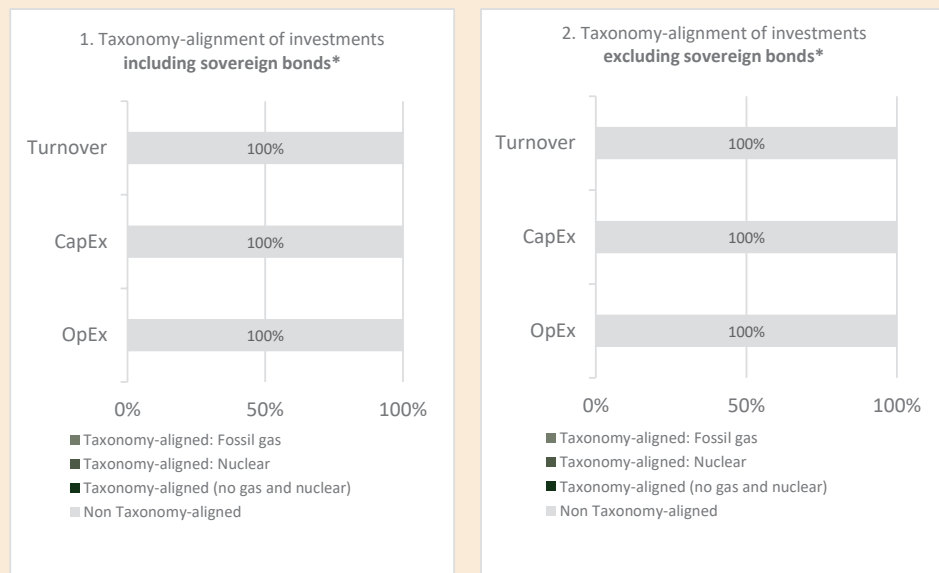 1. Taxonomy-alignment of investments
including sovereign bonds*
Turnover
100%
CapEx
100%
OpEx
100%
0%
50%
100%
Taxonomy-aligned: Fossil gas
Taxonomy-aligned: Nuclear
Taxonomy-aligned (no gas and nuclear)
Non Taxonomy-aligned
2. Taxonomy-alignment of investments
excluding sovereign bonds*
Turnover
100%
CapEx
100%
OpEx
100%
0%
50%
100%
Taxonomy-aligned: Fossil gas
Taxonomy-aligned: Nuclear
Taxonomy-aligned (no gas and nuclear)
Non Taxonomy-aligned